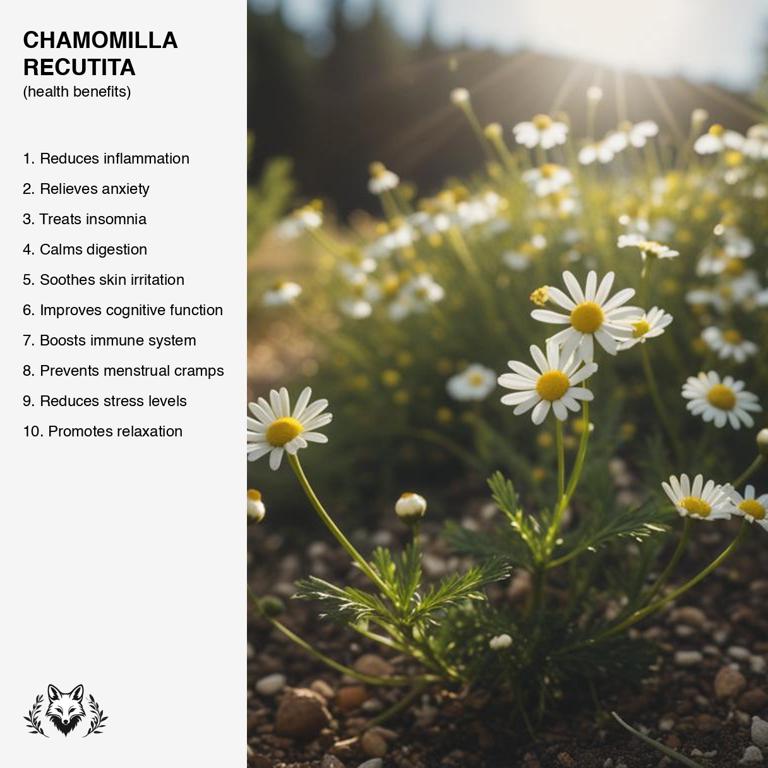 CHAMOMILLA
RECUTITA
(health benefits)
1. Reduces inflammation
2. Relieves anxiety
3. Treats insomnia
4. Calms digestion
5. Soothes skin irritation
6. Improves cognitive function
7. Boosts immune system
8. Prevents menstrual cramps
9. Reduces stress levels
10. Promotes relaxation